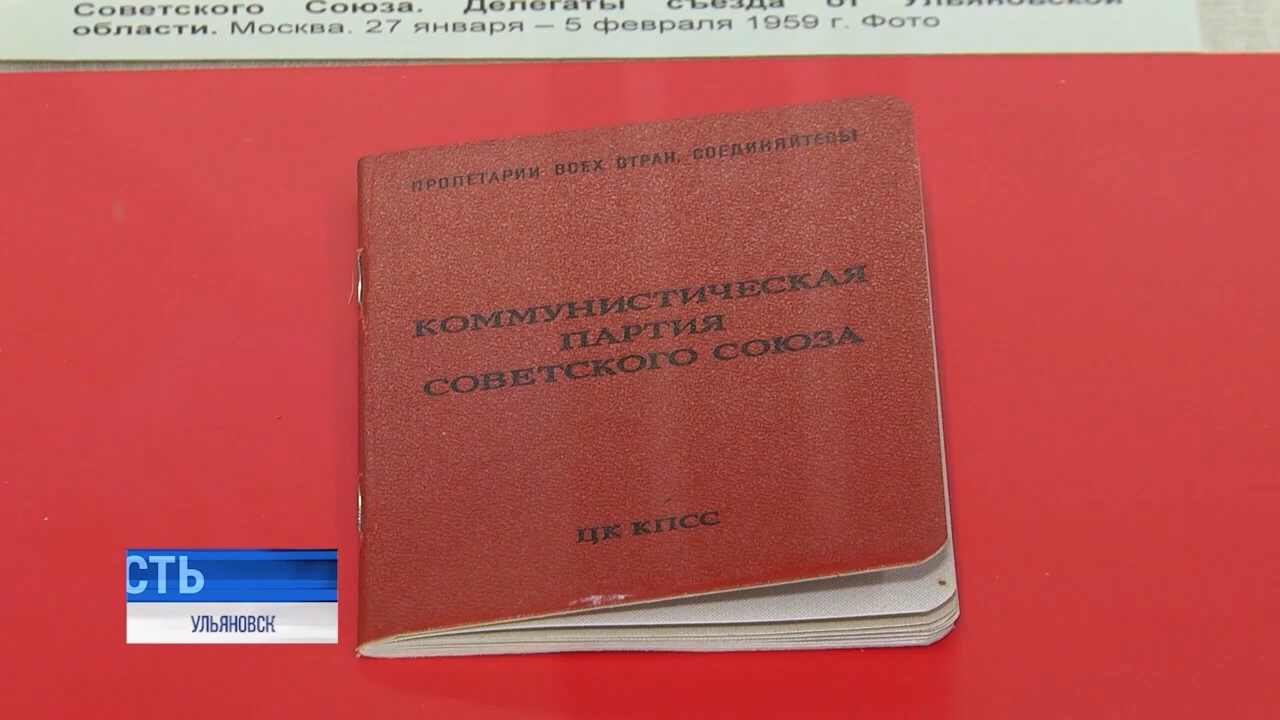 Советского Союза. Делегаты съезда от Ульяновской
области. Москва. 27 января – 5 февраля 1959 г. Фото
ПРОЛЕТАРИИ ВСЕХ СТРАН, СОЕДИНЯЙТЕСЬ!
КОММУНИСТИЧЕСКАЯ
ПАРТИЯ
СОВЕТСКОГО СОЮЗА
ЦК КПСС
СТЬ
УЛЬЯНОВСК